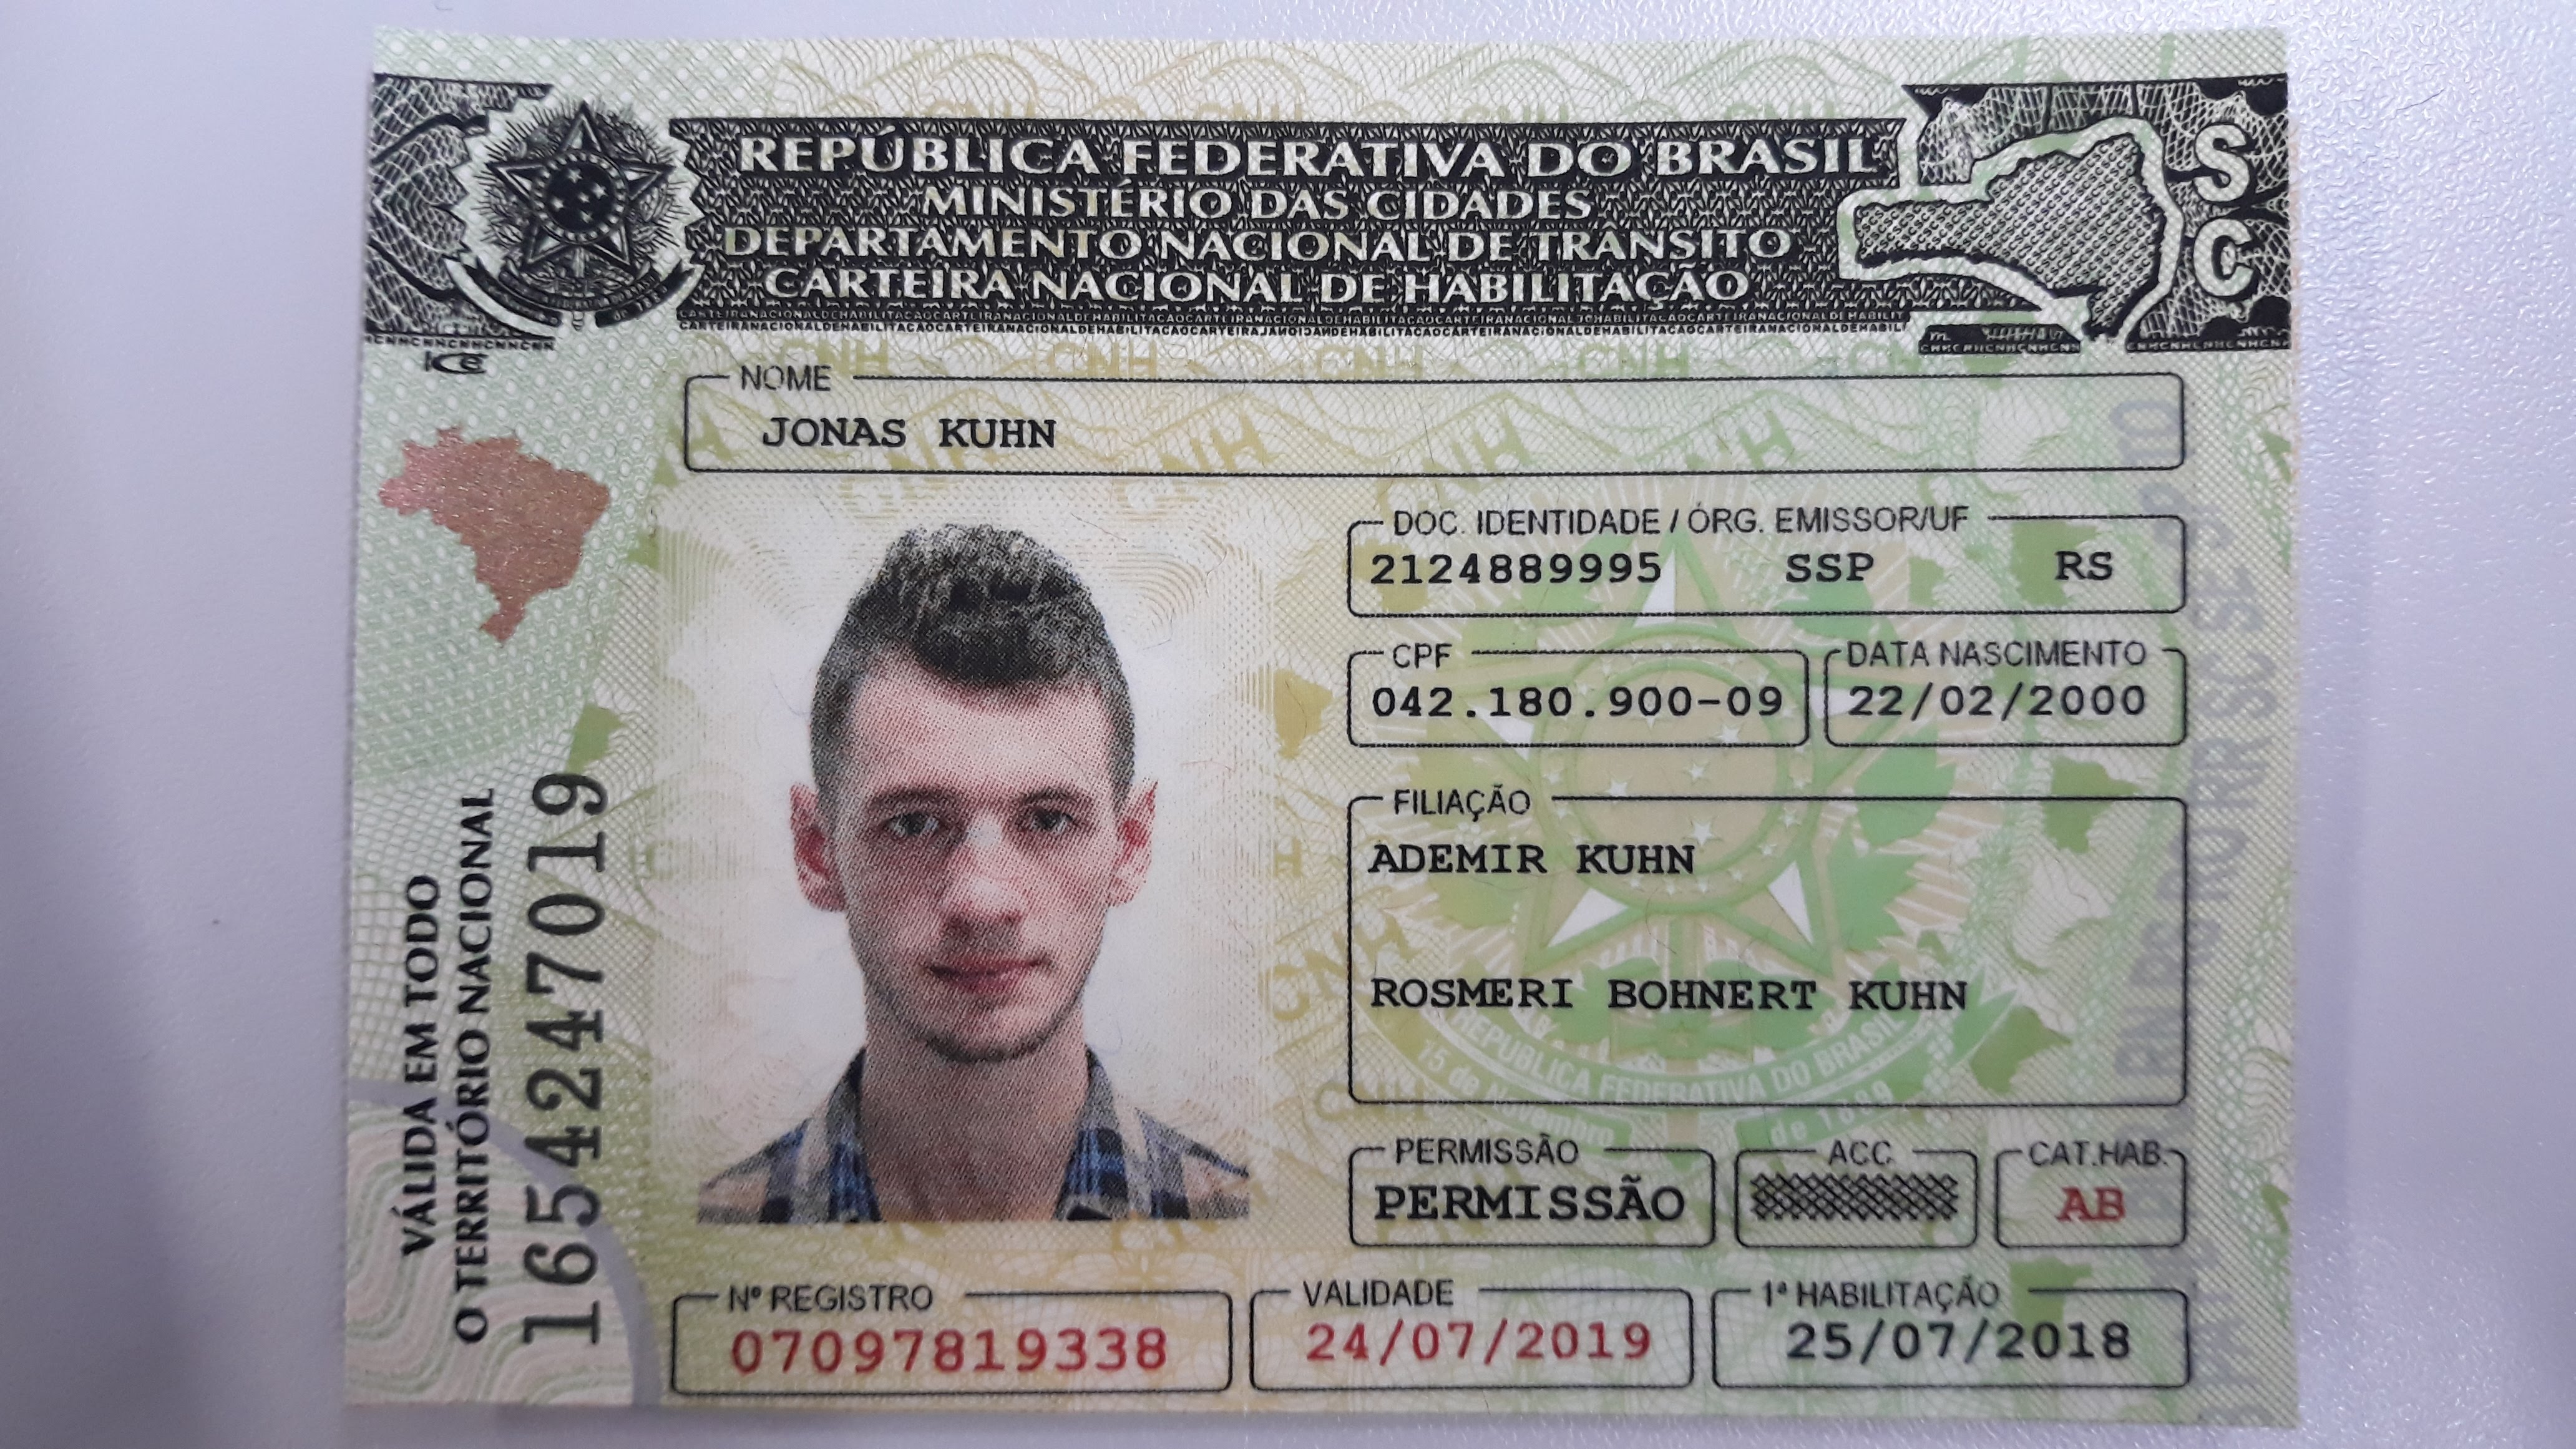 REPÚBLICA FEDERATIVA DO BRASIL
MINISTÉRIO DAS CIDADES
DEPARTAMENTO NACIONAL DE TRÂNSITO
CARTEIRA NACIONAL DE HABILITAÇÃO
SC
NOME
JONAS KUHN
DOC. IDENTIDADE / ÓRG. EMISSOR/UF
2124889995 SSP RS
CPF DATA NASCIMENTO
042.180.900-09 22/02/2000
FILIAÇÃO
ADEMIR KUHN
ROSMERI BOHNERT KUHN
PERMISSÃO ACC CAT.HAB.
PERMISSÃO AB
Nº REGISTRO VALIDADE 1ª HABILITAÇÃO
07097819338 24/07/2019 25/07/2018
VÁLIDA EM TODO
O TERRITÓRIO NACIONAL
1654247019